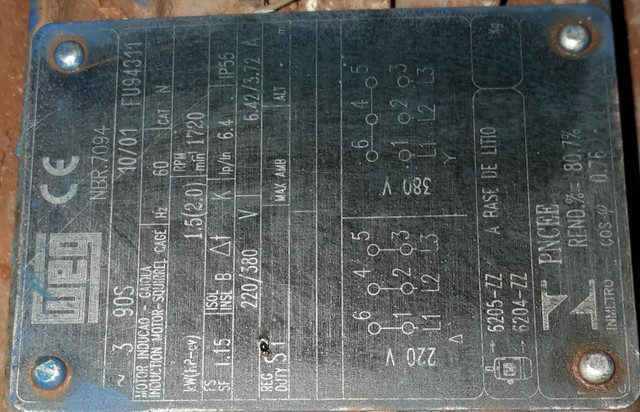 weg CE
NBR.7094
~ 3 90S 10/01 FU94311
MOTOR INDUCAO - GAIOLA
INDUCTION MOTOR-SQUIRREL CAGE Hz 60 CAT N
kW(HP-cv) 1.5(2.0) RPM min 1720
FS SF 1.15 ISOL INSL B Δt K Ip/In 6.4 IP55
220/380 V 6.42/3.72 A
REG DUTY S1 MAX AMB ALT m
6 4 5 6 4 5
1 2 3 1 2 3
L1 L2 L3 L1 L2 L3
220 V Δ 380 V Y
6205-ZZ A BASE DE LITIO
6204-ZZ Kg
PNCEE
REND.%= 80.7%
INMETRO COS φ 0.76